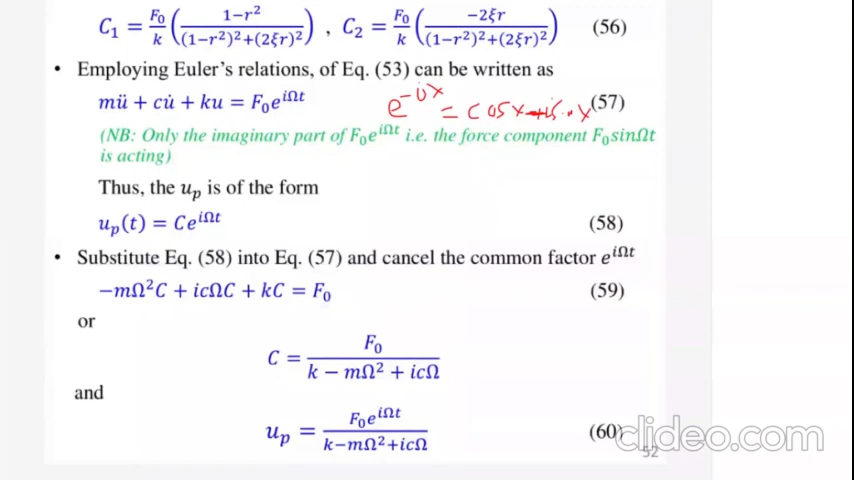 C₁ = F₀/k ( (1−r²) / ((1−r²)²+(2ξr)²) ) , C₂ = F₀/k ( (−2ξr) / ((1−r²)²+(2ξr)²) ) (56)
• Employing Euler's relations, of Eq. (53) can be written as
mü + cu̇ + ku = F₀e^{iΩt} (57)
e^{-ix} = cosx
(NB: Only the imaginary part of F₀e^{iΩt} i.e. the force component F₀sinΩt
is acting)
Thus, the u_p is of the form
u_p(t) = Ce^{iΩt} (58)
• Substitute Eq. (58) into Eq. (57) and cancel the common factor e^{iΩt}
−mΩ²C + icΩC + kC = F₀ (59)
or
C = F₀ / (k − mΩ² + icΩ)
and
u_p = F₀e^{iΩt} / (k−mΩ²+icΩ) (60)
clideo.com
52